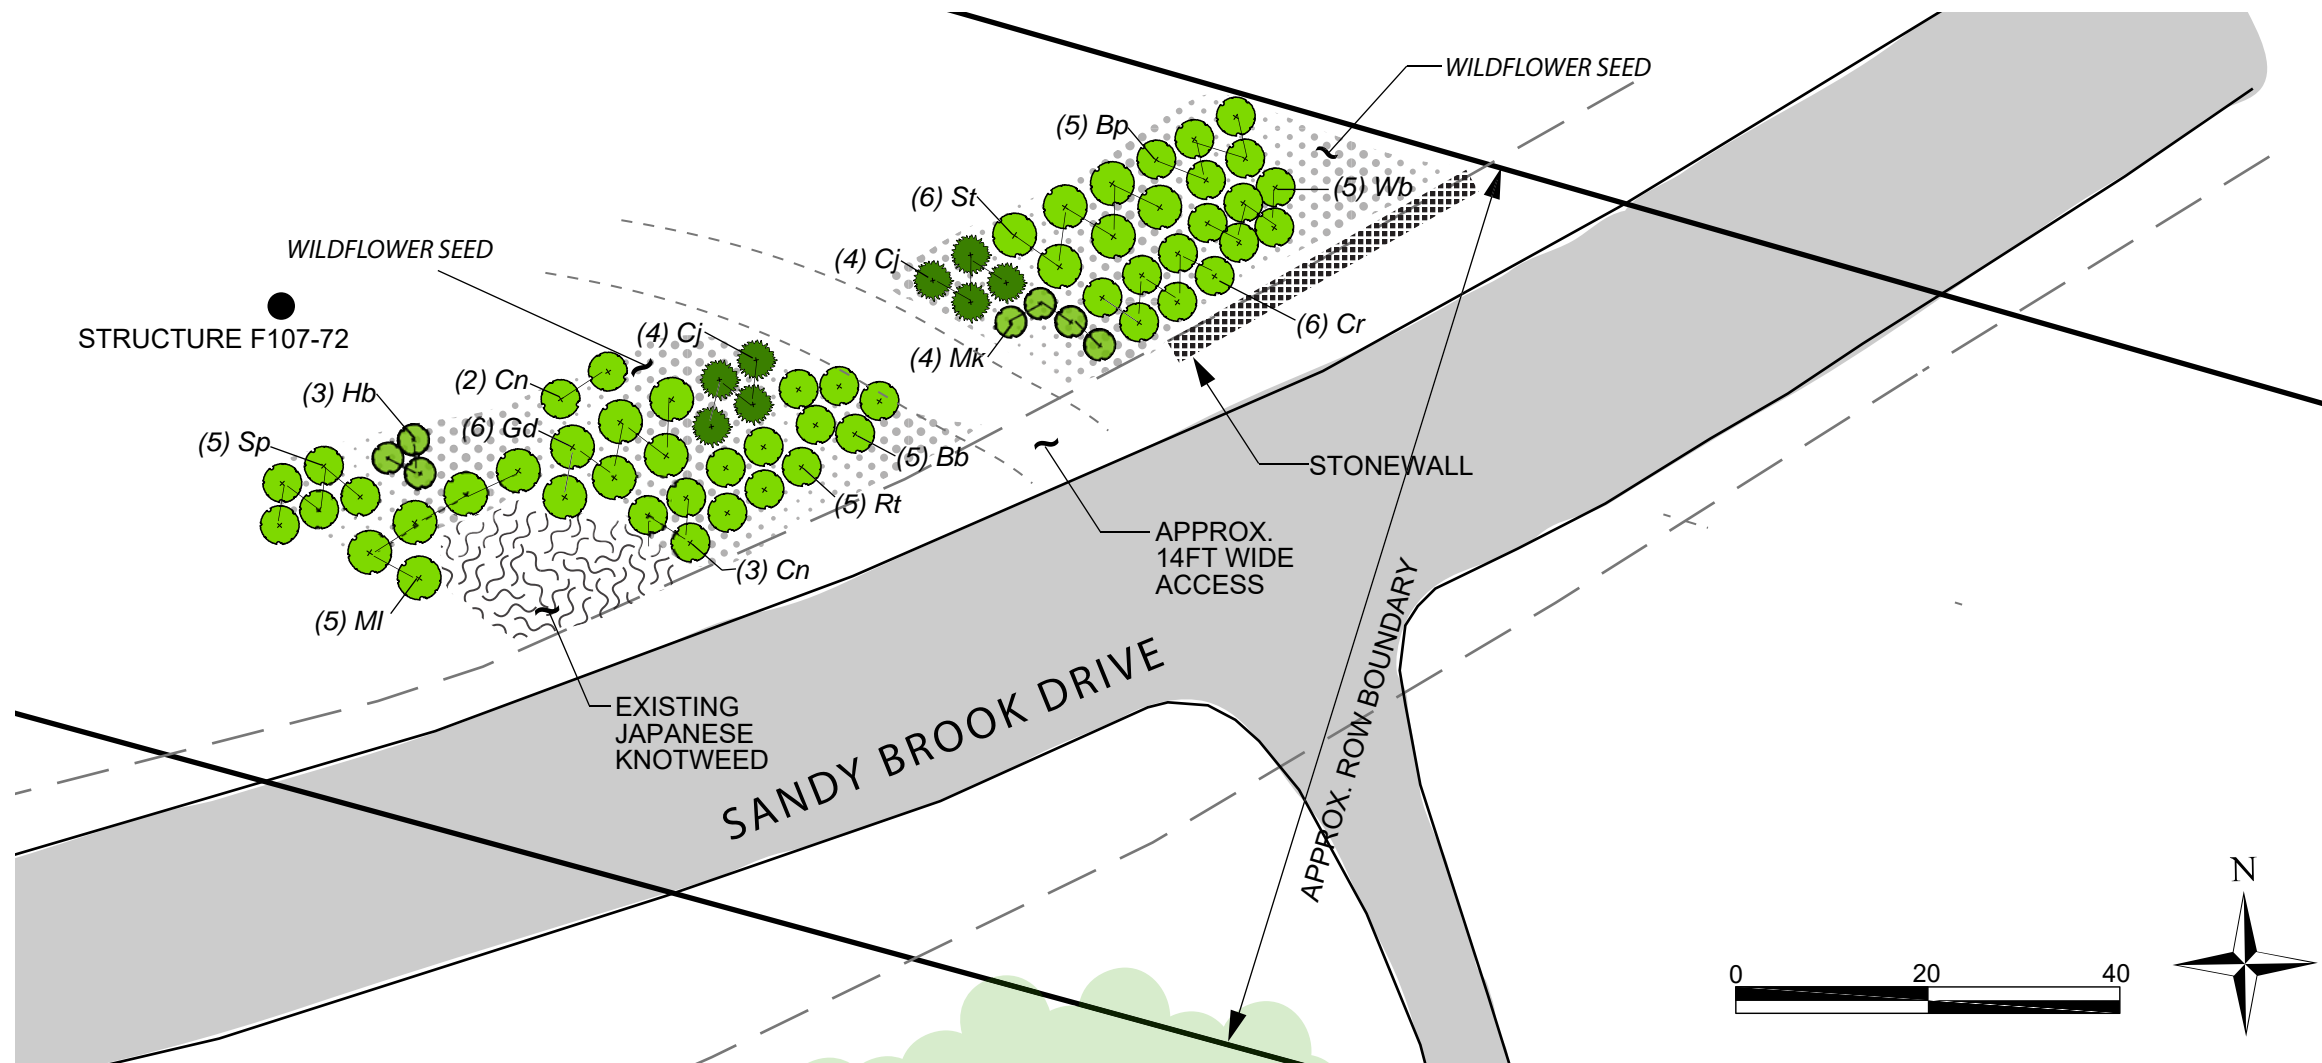 WILDFLOWER SEED
(5) Bp
(6) St
(5) Wb
WILDFLOWER SEED
(4) Cj
STRUCTURE F107-72
(4) Cj
(6) Cr
(4) Mk
(2) Cn
(3) Hb
(6) Gd
(5) Sp
(5) Bb
STONEWALL
(5) Rt
APPROX.
14FT WIDE
ACCESS
(3) Cn
(5) Ml
EXISTING
JAPANESE
KNOTWEED
SANDY BROOK DRIVE
APPROX. ROW BOUNDARY
N
0 20 40